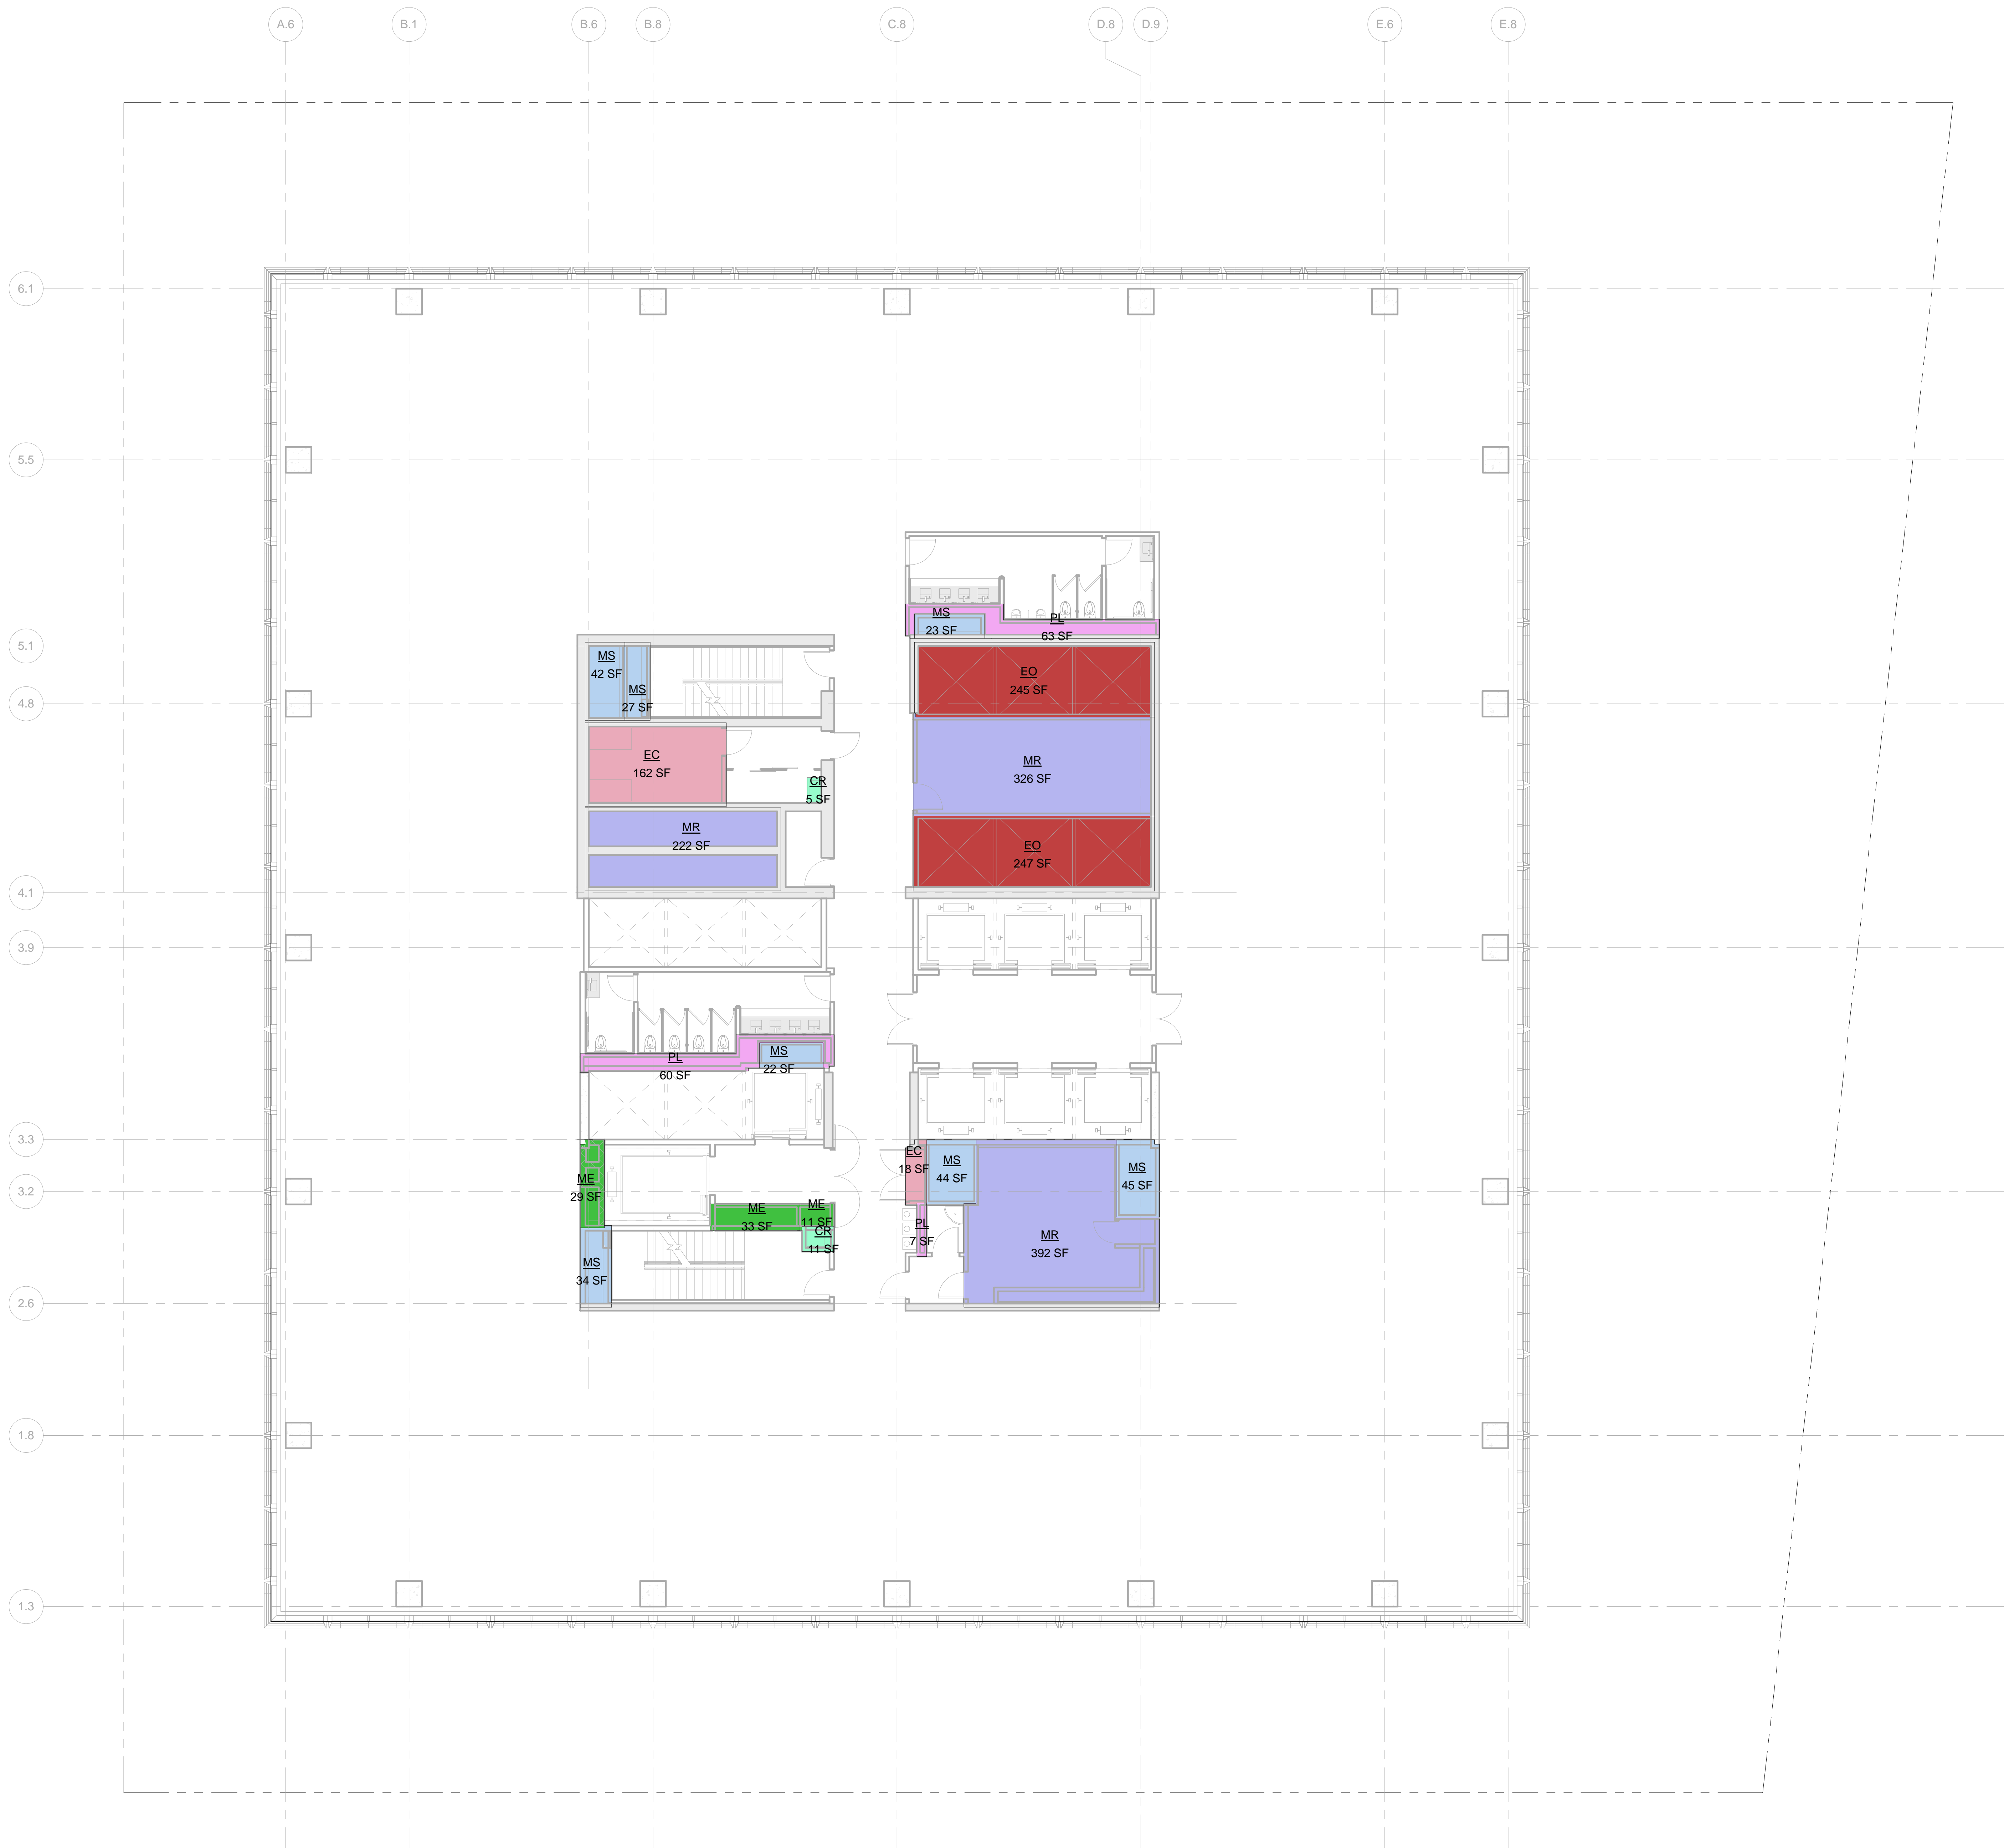 A.6
B.1
B.6
B.8
C.8
D.8
D.9
E.6
E.8
6.1
5.5
5.1
4.8
4.1
3.9
3.3
3.2
2.6
1.8
1.3
MS
23 SF
PL
63 SF
MS
42 SF
MS
27 SF
EO
245 SF
EC
162 SF
CR
5 SF
MR
326 SF
MR
222 SF
EO
247 SF
PL
60 SF
MS
22 SF
ME
29 SF
ME
33 SF
ME
11 SF
CR
11 SF
MS
34 SF
EC
18 SF
MS
44 SF
MS
45 SF
PL
7 SF
MR
392 SF